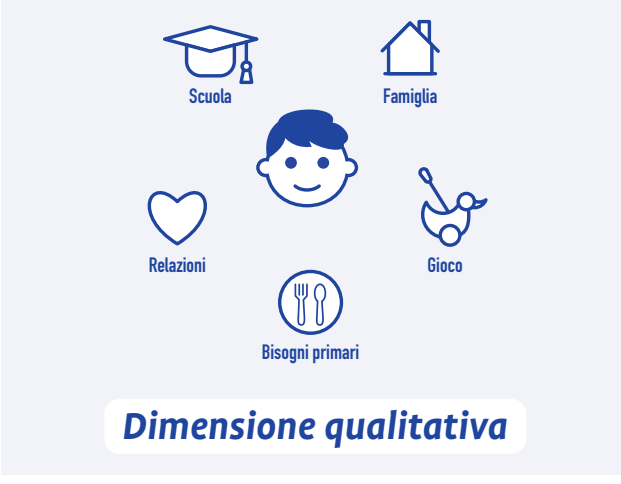 Scuola
Famiglia
Relazioni
Gioco
Bisogni primari
Dimensione qualitativa